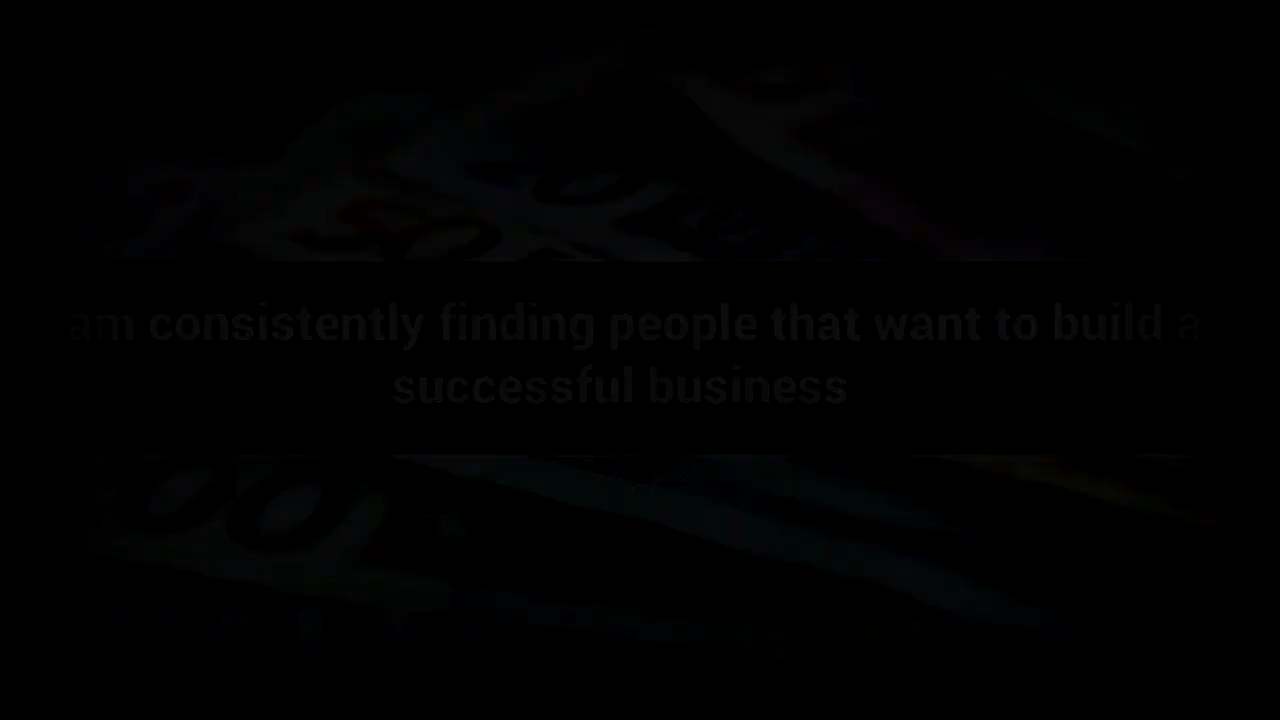 am consistently finding people that want to build a
successful business